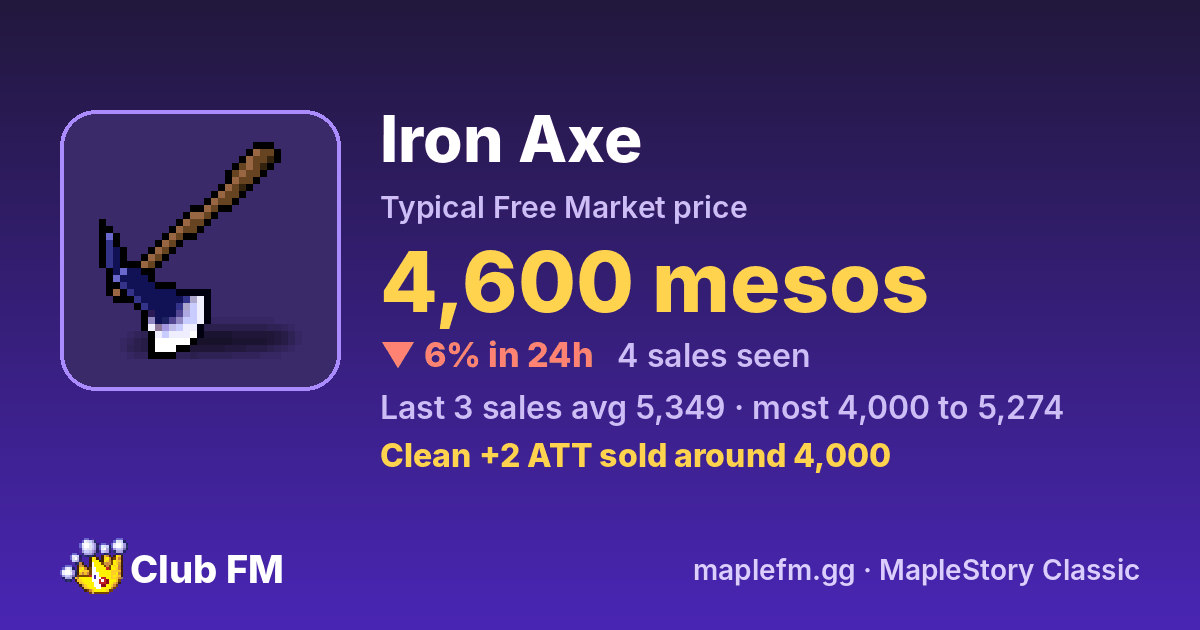 Iron Axe
Typical Free Market price
4,600 mesos
▼ 6% in 24h 4 sales seen
Last 3 sales avg 5,349 · most 4,000 to 5,274
Clean +2 ATT sold around 4,000
Club FM
maplefm.gg · MapleStory Classic